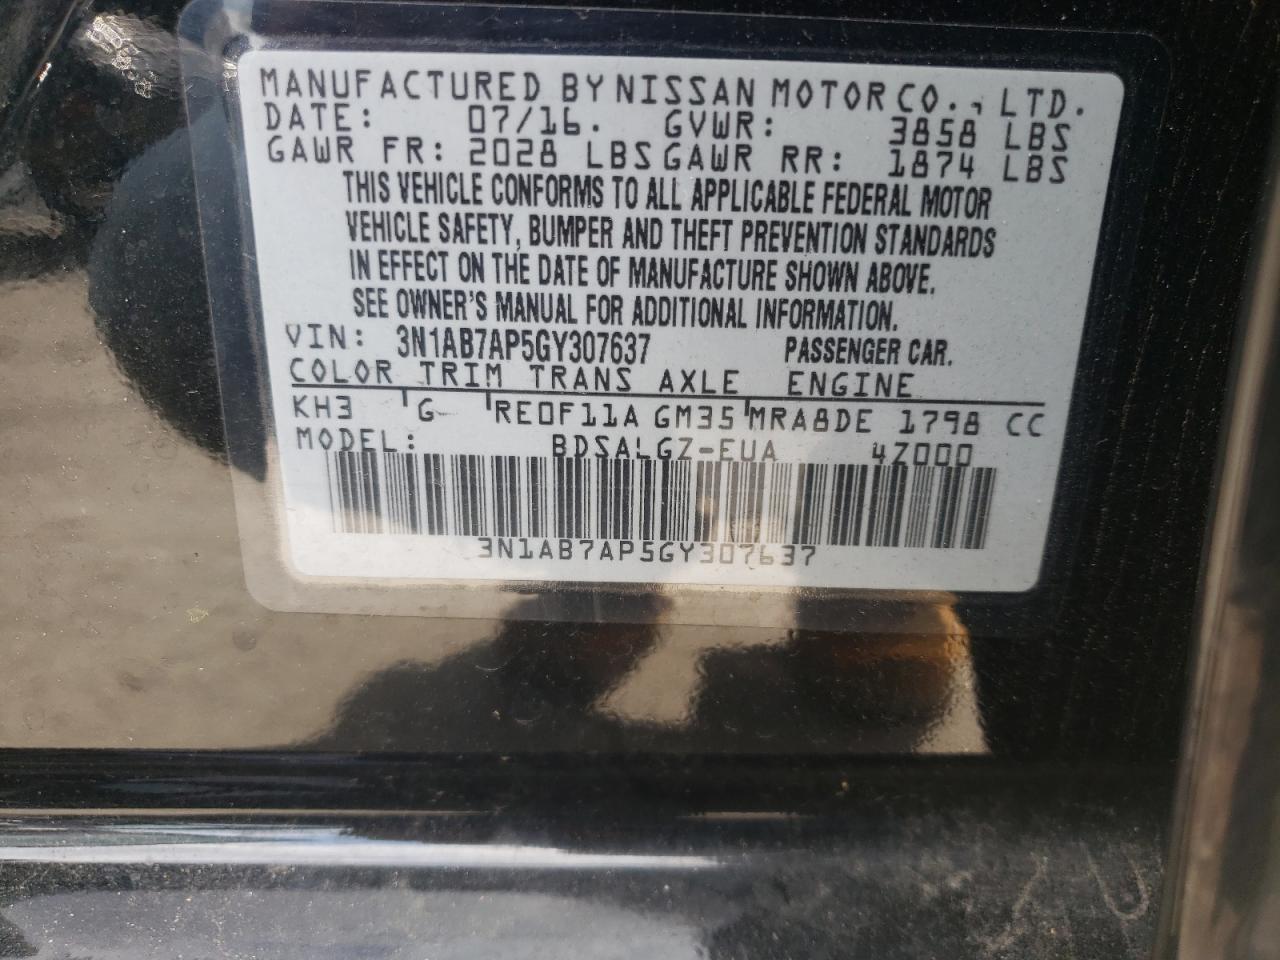 MANUFACTURED BY NISSAN MOTOR CO., LTD.
DATE: 07/16. GVWR: 3858 LBS
GAWR FR: 2028 LBS GAWR RR: 1874 LBS
THIS VEHICLE CONFORMS TO ALL APPLICABLE FEDERAL MOTOR
VEHICLE SAFETY, BUMPER AND THEFT PREVENTION STANDARDS
IN EFFECT ON THE DATE OF MANUFACTURE SHOWN ABOVE.
SEE OWNER'S MANUAL FOR ADDITIONAL INFORMATION.
VIN: 3N1AB7AP5GY307637 PASSENGER CAR.
COLOR TRIM TRANS AXLE ENGINE
KH3 G RE0F11A GM35 MRA8DE 1798 CC
MODEL: BDSALGZ-EUA 4Z000
3N1AB7AP5GY307637